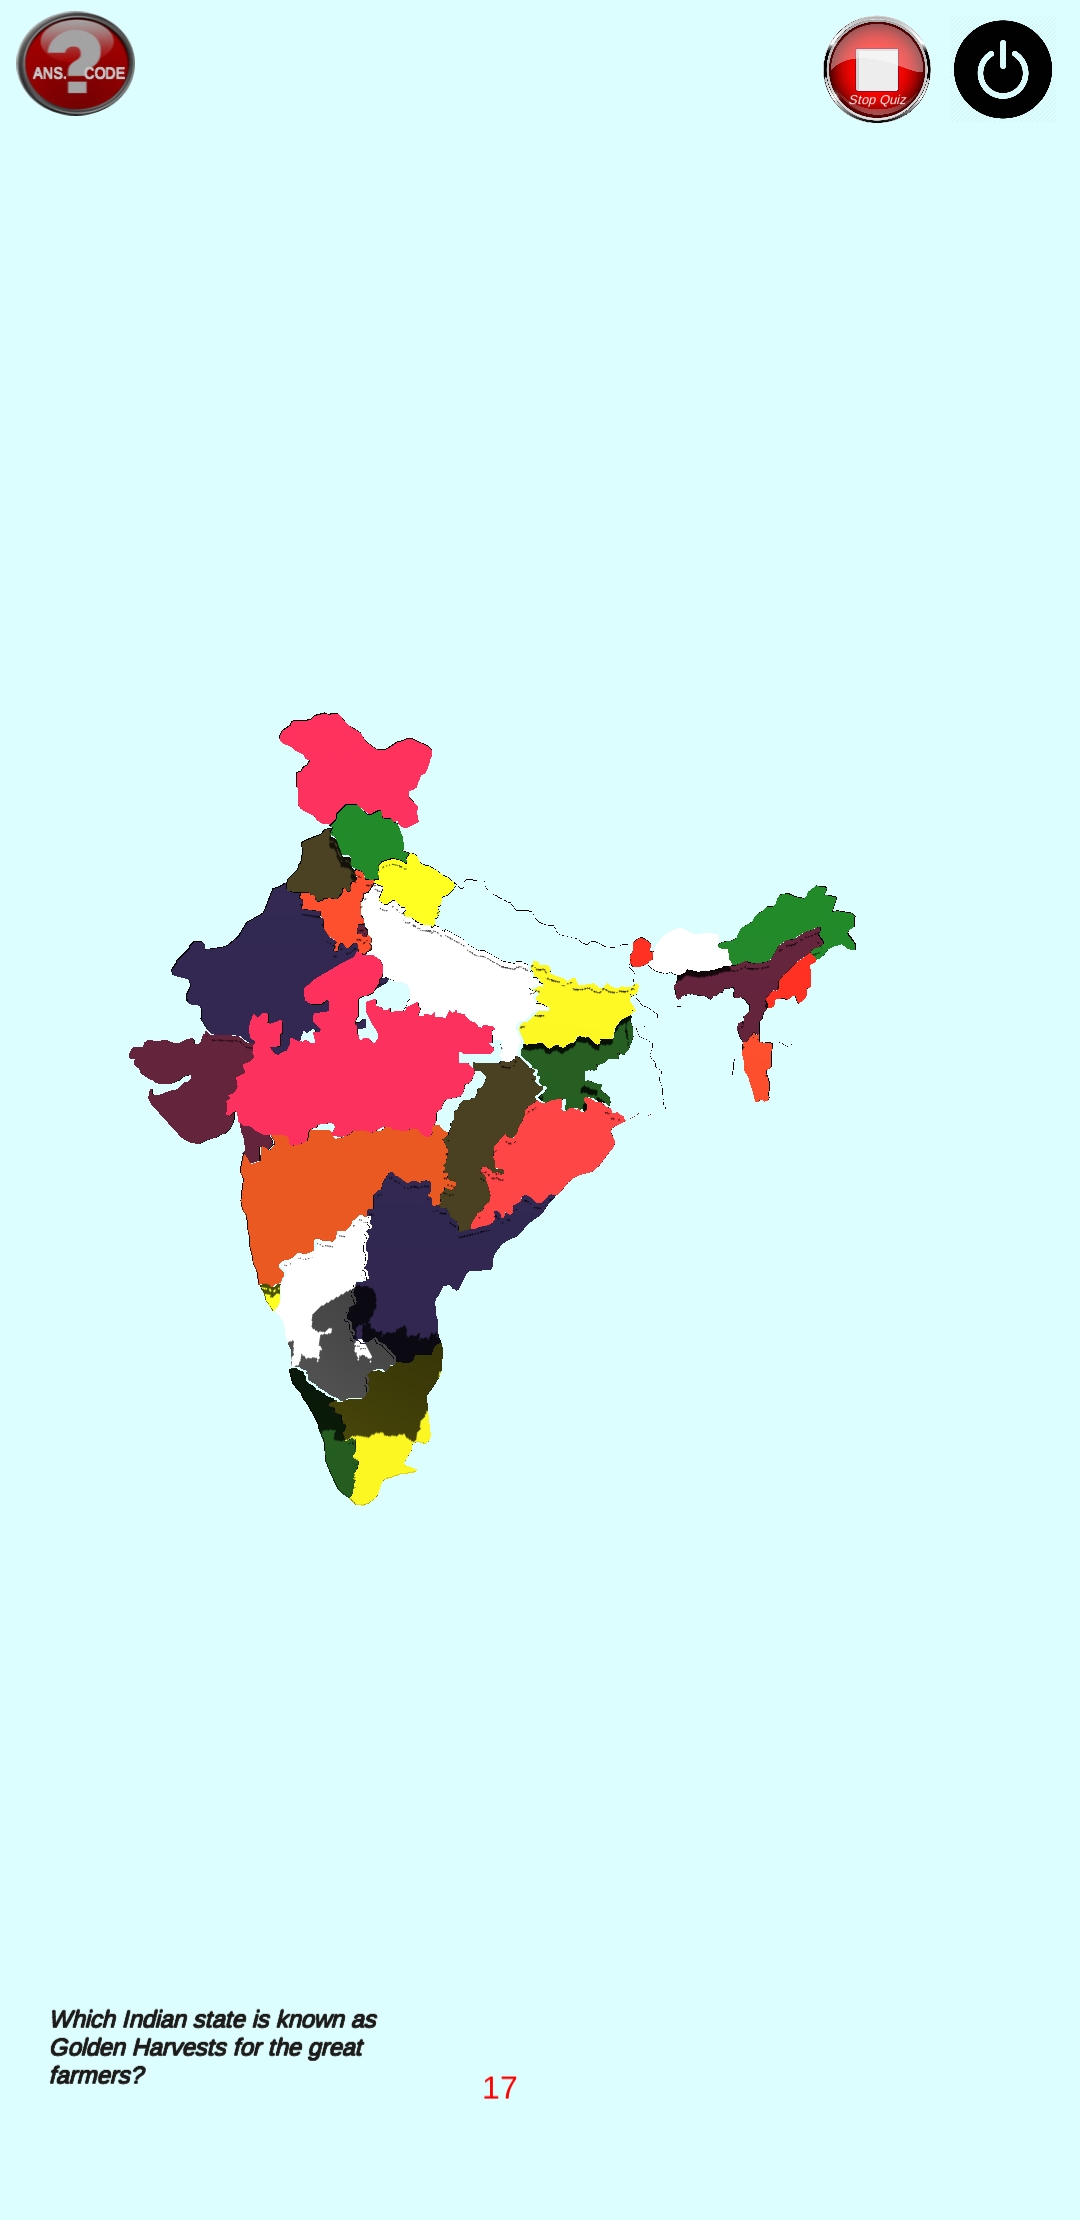 ANS. CODE
Stop Quiz
Which Indian state is known as
Golden Harvests for the great
farmers?
17